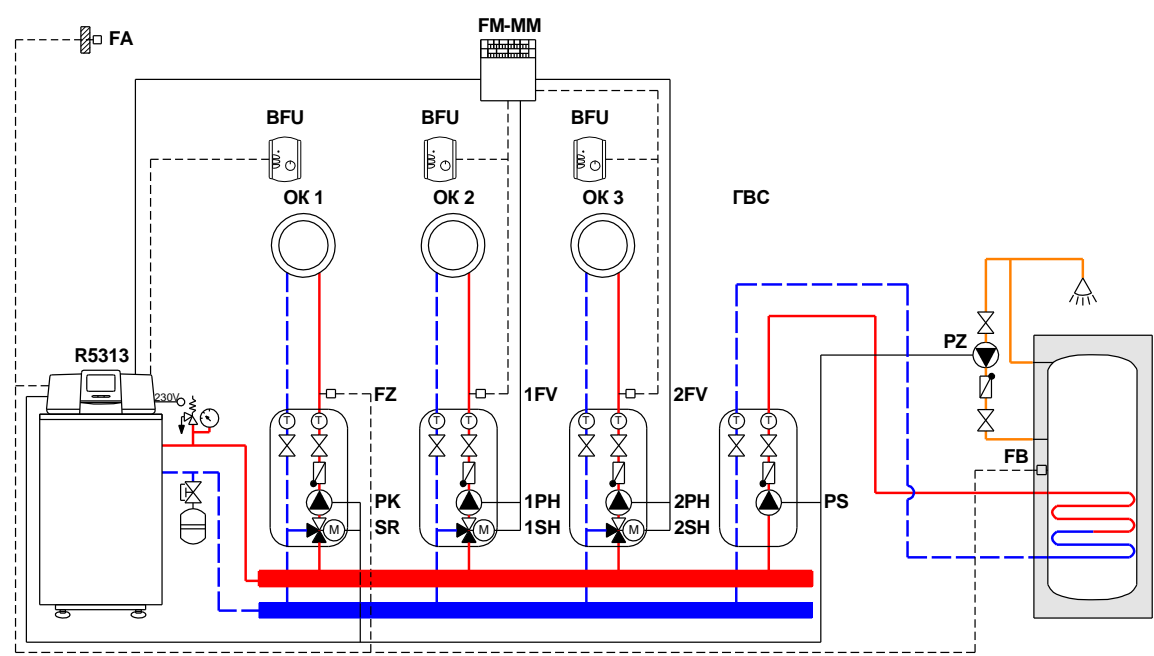 FM-MM
FA
BFU
BFU
BFU
ОК 1
ОК 2
ОК 3
ГВС
PZ
R5313
230V
FZ
1FV
2FV
T
T
T
T
T
T
T
T
FB
PK
1PH
2PH
PS
M
SR
M
1SH
M
2SH